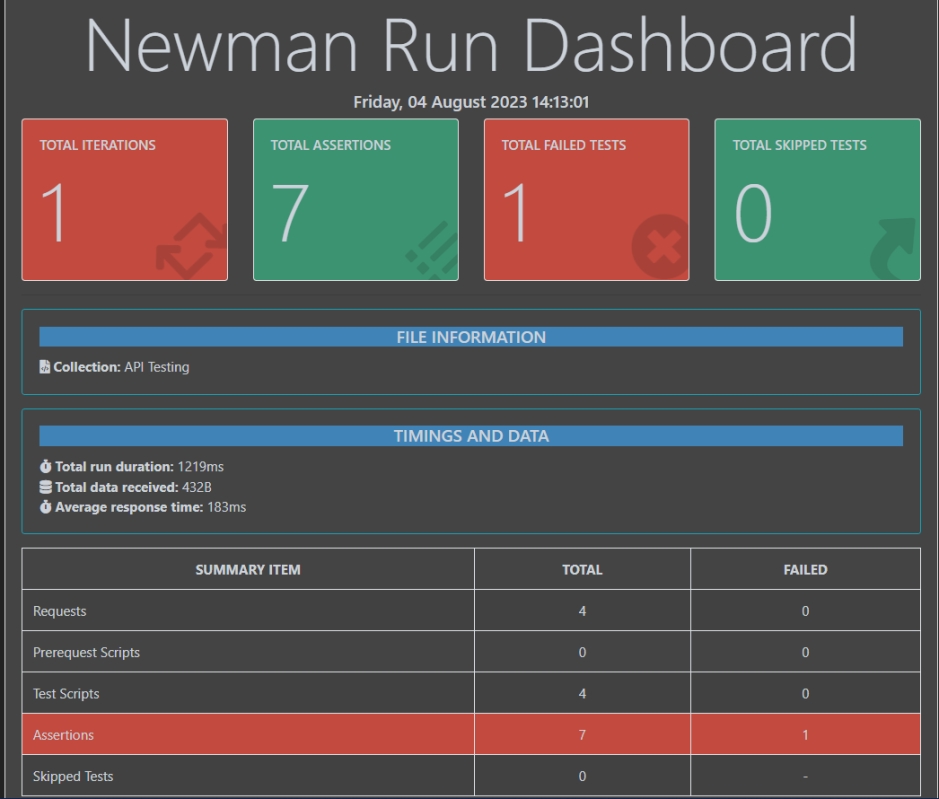 Newman Run Dashboard
Friday, 04 August 2023 14:13:01
TOTAL ITERATIONS
1
TOTAL ASSERTIONS
7
TOTAL FAILED TESTS
1
TOTAL SKIPPED TESTS
0
FILE INFORMATION
Collection: API Testing
TIMINGS AND DATA
Total run duration: 1219ms
Total data received: 432B
Average response time: 183ms
SUMMARY ITEM TOTAL FAILED
Requests 4 0
Prerequest Scripts 0 0
Test Scripts 4 0
Assertions 7 1
Skipped Tests 0 -